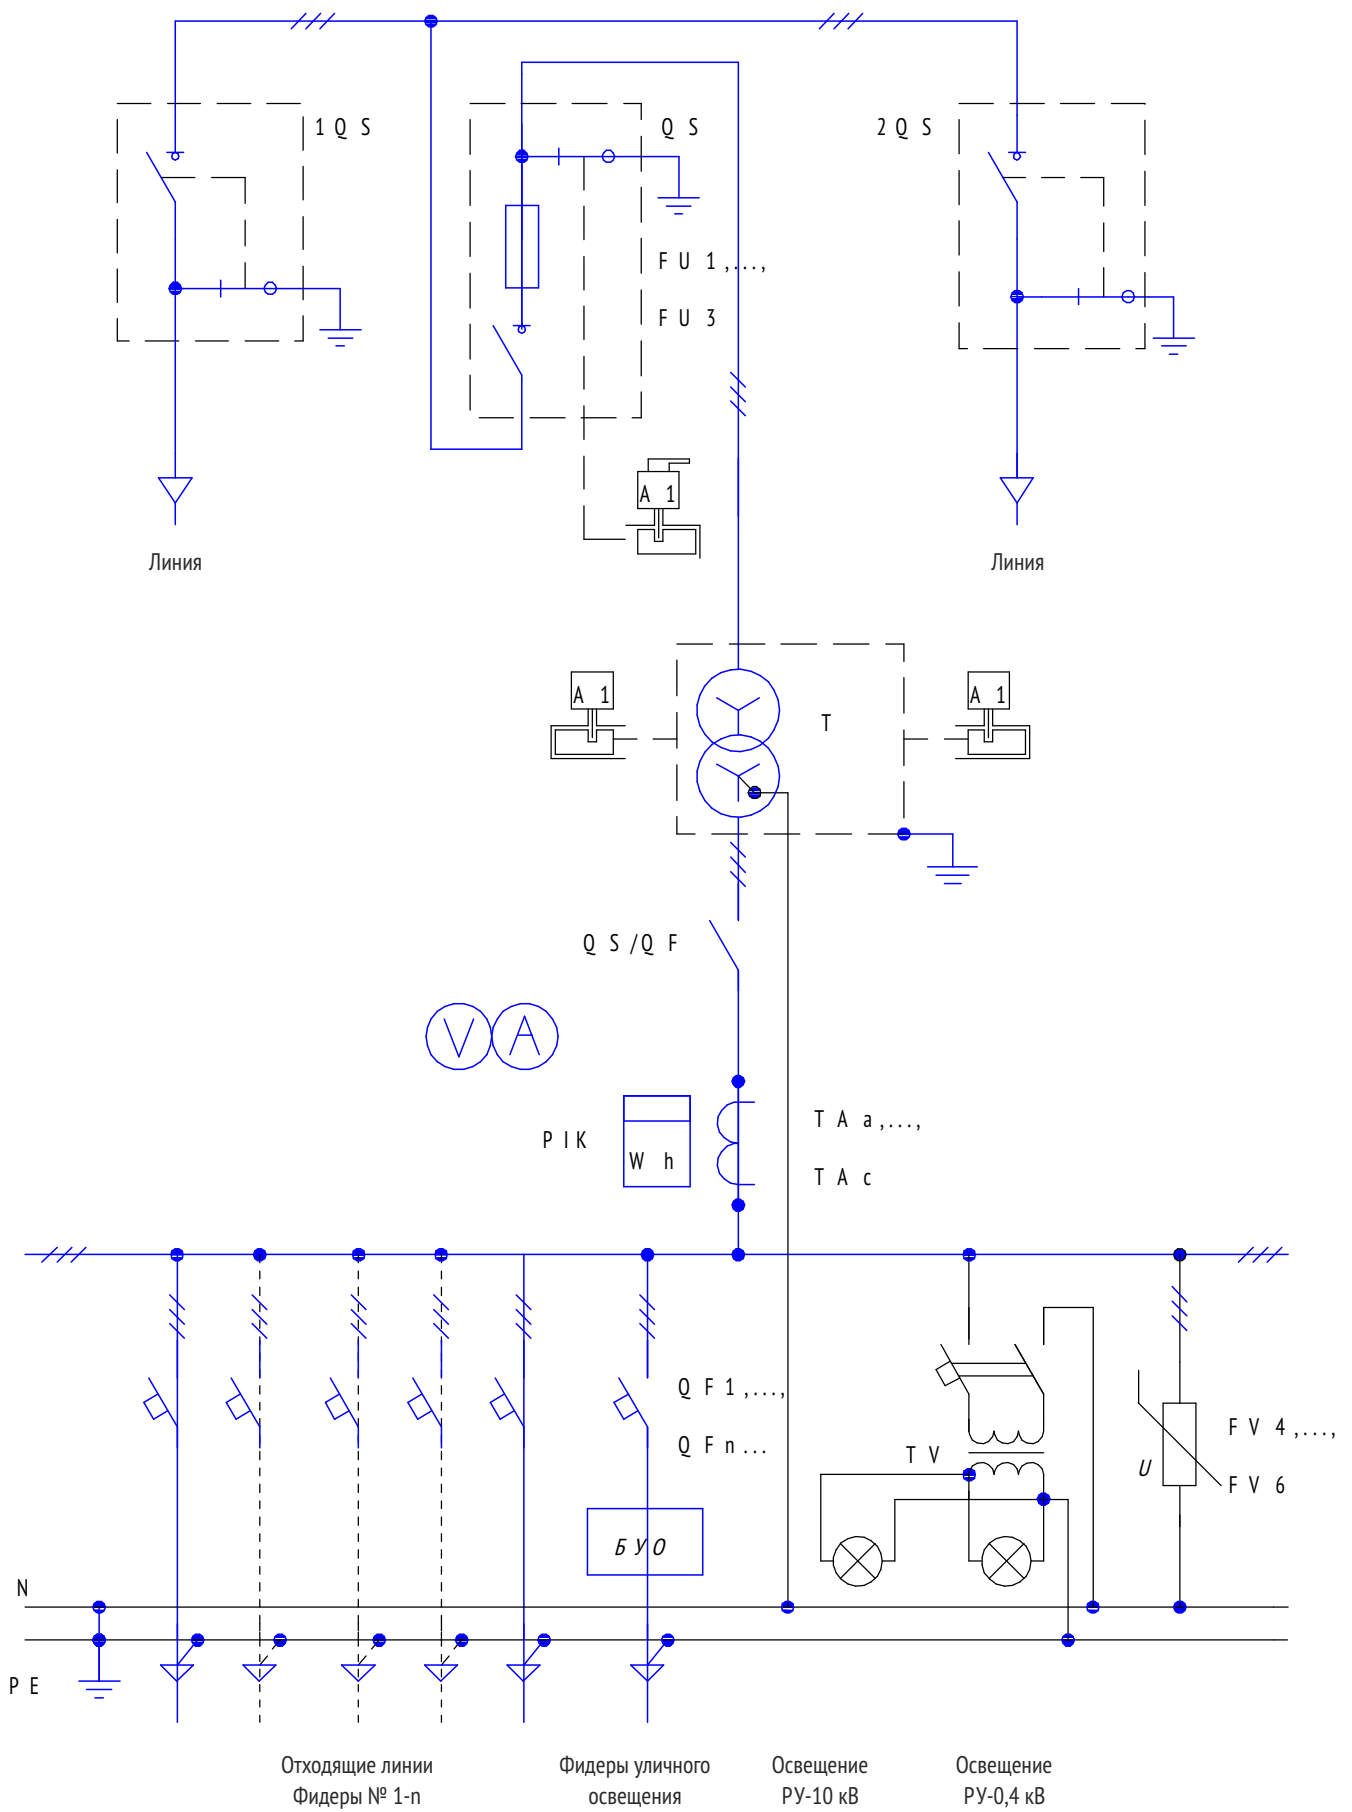 1QS
QS
2QS
FU1,...,
FU3
A1
Линия
Линия
A1
T
A1
QS/QF
V
A
TAa,...,
PIK
Wh
TAc
QF1,...,
QFn...
TV
FV4,...,
U
FV6
БУО
N
PE
Отходящие линии
Фидеры № 1-n
Фидеры уличного
освещения
Освещение
РУ-10 кВ
Освещение
РУ-0,4 кВ